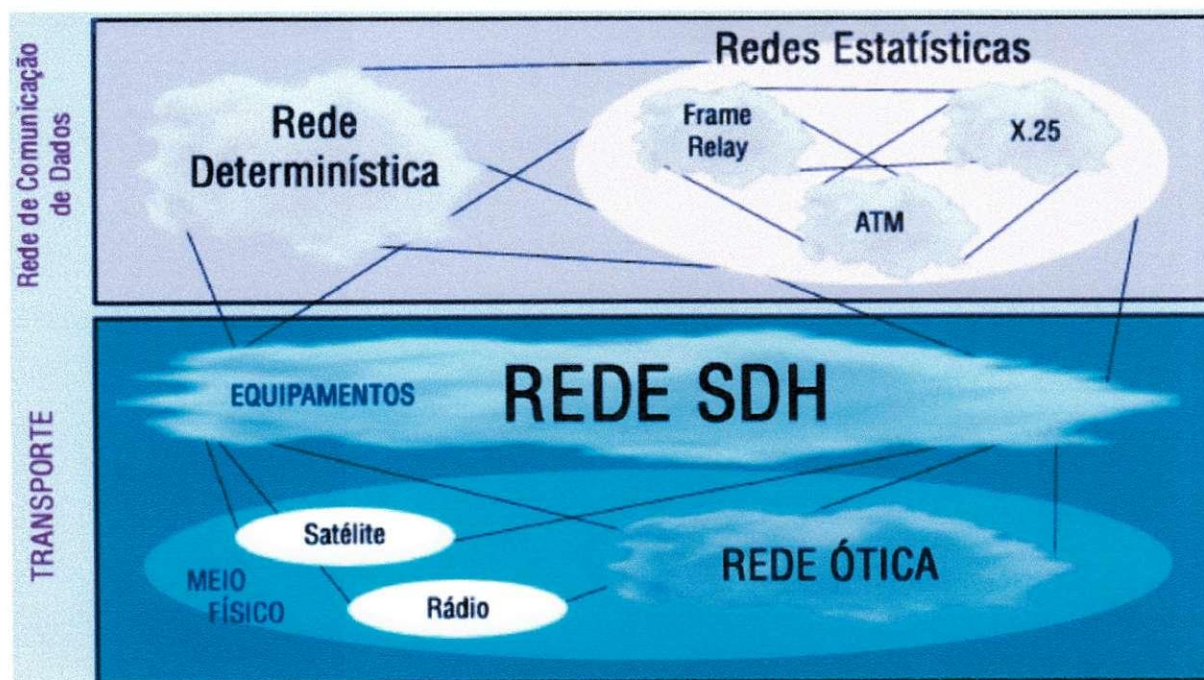 Rede de Comunicação
de Dados
Redes Estatísticas
Rede
Determinística
Frame
Relay
X.25
ATM
TRANSPORTE
EQUIPAMENTOS
REDE SDH
Satélite
MEIO
FÍSICO
Rádio
REDE ÓTICA